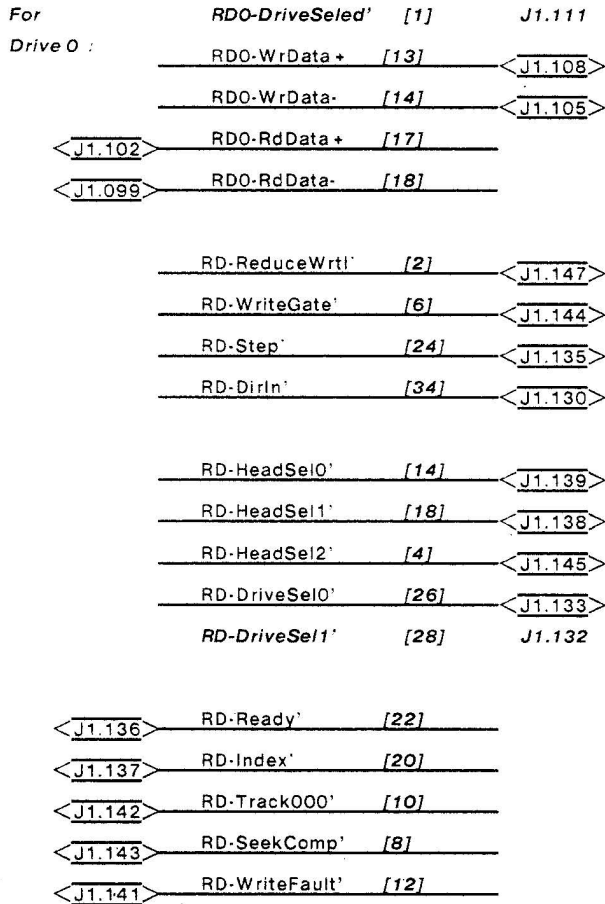 For RD0-DriveSeled' [1] J1.111
Drive 0 :
RD0-WrData+ [13] J1.108
RD0-WrData- [14] J1.105
J1.102 RD0-RdData+ [17]
J1.099 RD0-RdData- [18]
RD-ReduceWrtI' [2] J1.147
RD-WriteGate' [6] J1.144
RD-Step' [24] J1.135
RD-DirIn' [34] J1.130
RD-HeadSel0' [14] J1.139
RD-HeadSel1' [18] J1.138
RD-HeadSel2' [4] J1.145
RD-DriveSel0' [26] J1.133
RD-DriveSel1' [28] J1.132
J1.136 RD-Ready' [22]
J1.137 RD-Index' [20]
J1.142 RD-Track000' [10]
J1.143 RD-SeekComp' [8]
J1.141 RD-WriteFault' [12]